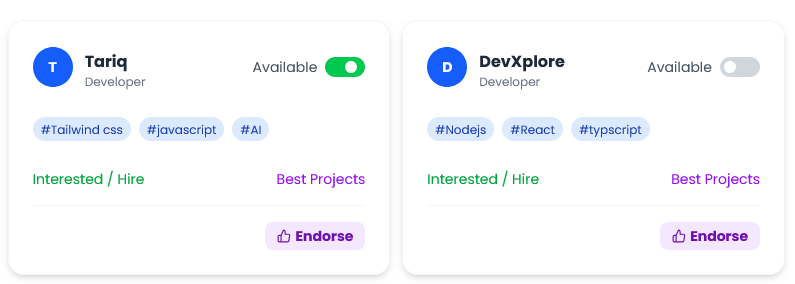 T
Tariq
Developer
Available
#Tailwind css #javascript #AI
Interested / Hire
Best Projects
Endorse
D
DevXplore
Developer
Available
#Nodejs #React #typscript
Interested / Hire
Best Projects
Endorse